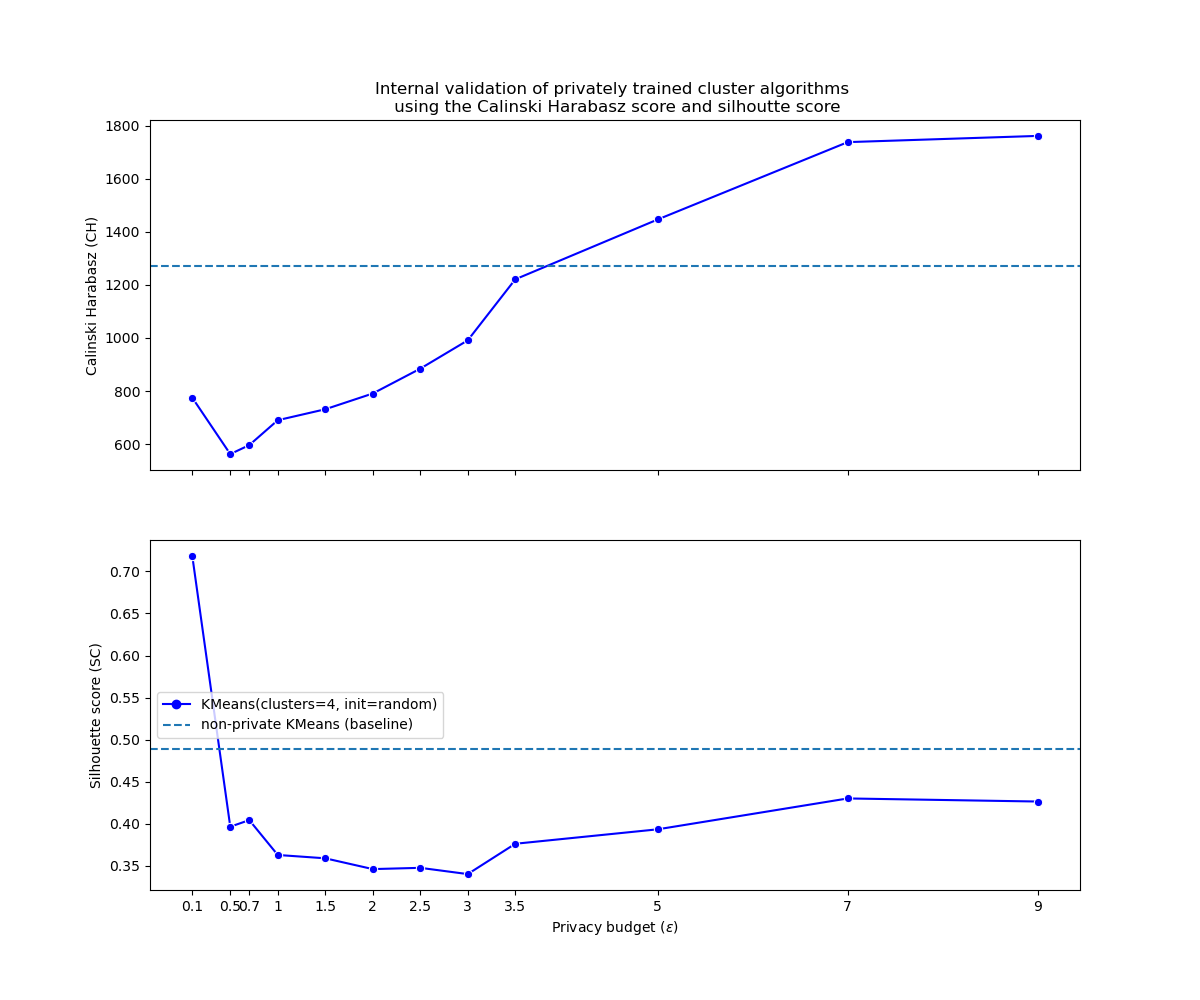 Internal validation of privately trained cluster algorithms
using the Calinski Harabasz score and silhoutte score
1800
1600
1400
1200
1000
800
600
Calinski Harabasz (CH)
0.70
0.65
0.60
0.55
0.50
0.45
0.40
0.35
Silhouette score (SC)
KMeans(clusters=4, init=random)
non-private KMeans (baseline)
0.1 0.5 0.7 1 1.5 2 2.5 3 3.5 5 7 9
Privacy budget (ε)